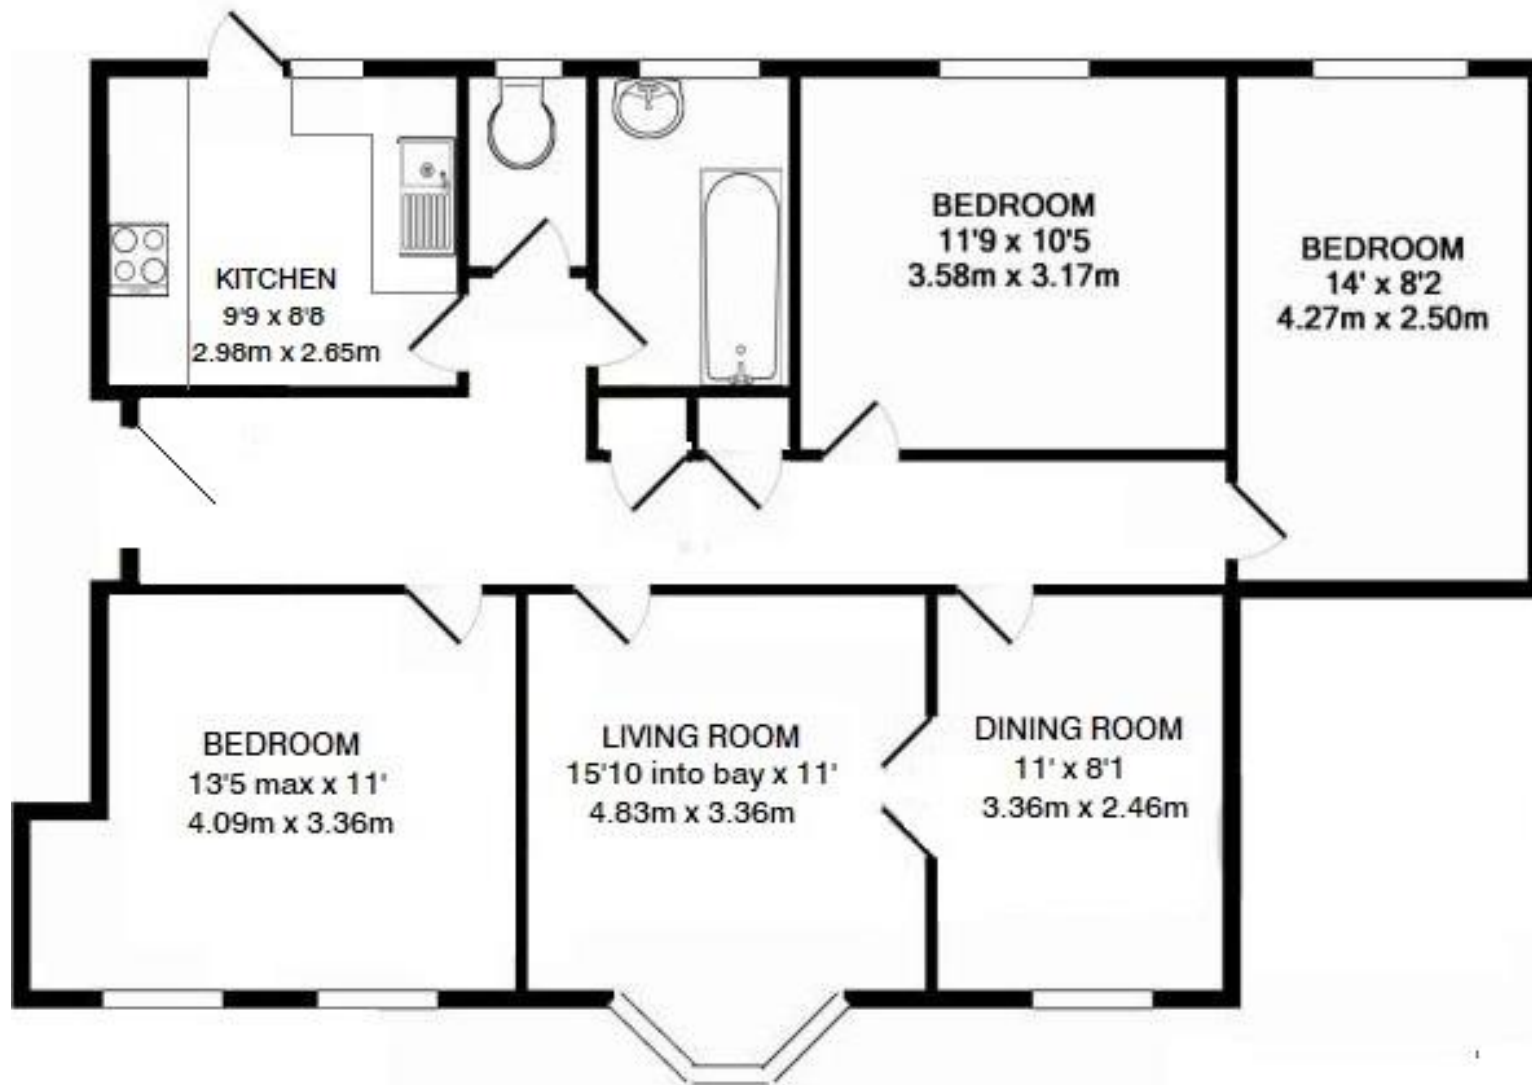 KITCHEN
9'9 x 8'8
2.98m x 2.65m
BEDROOM
11'9 x 10'5
3.58m x 3.17m
BEDROOM
14' x 8'2
4.27m x 2.50m
BEDROOM
13'5 max x 11'
4.09m x 3.36m
LIVING ROOM
15'10 into bay x 11'
4.83m x 3.36m
DINING ROOM
11' x 8'1
3.36m x 2.46m